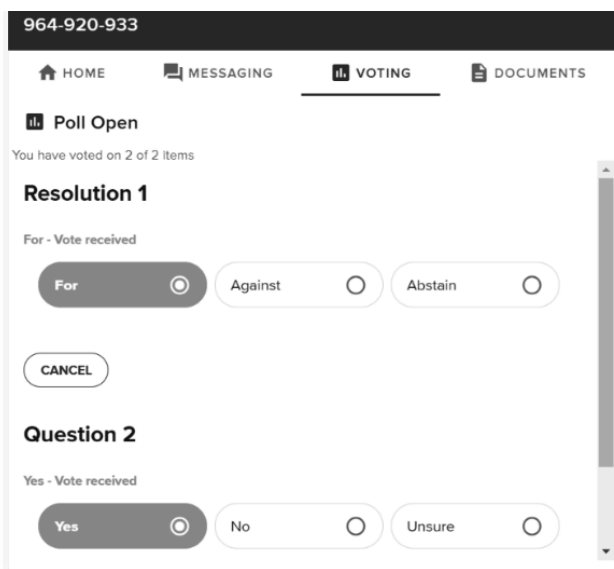 964-920-933
HOME MESSAGING VOTING DOCUMENTS
Poll Open
You have voted on 2 of 2 items
Resolution 1
For - Vote received
For Against Abstain
CANCEL
Question 2
Yes - Vote received
Yes No Unsure